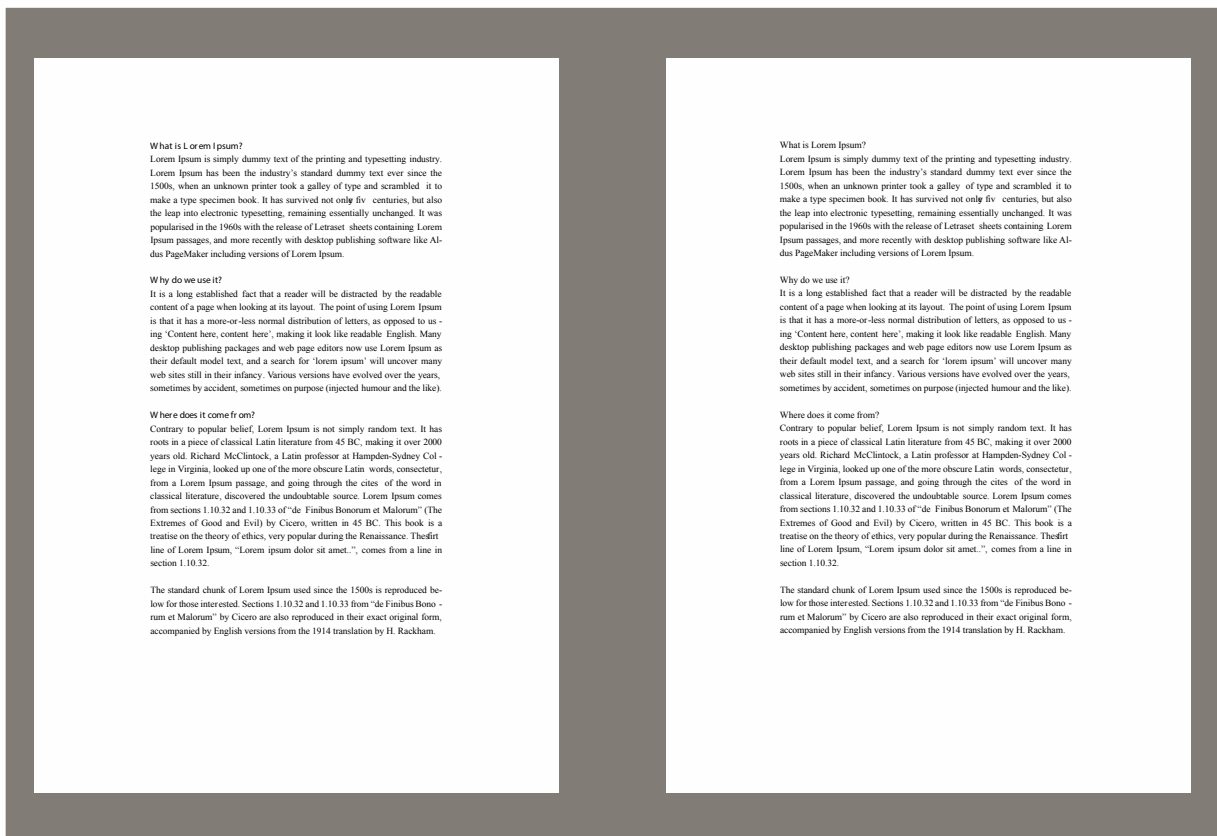 What is Lorem Ipsum?
Lorem Ipsum is simply dummy text of the printing and typesetting industry.
Lorem Ipsum has been the industry’s standard dummy text ever since the
1500s, when an unknown printer took a galley of type and scrambled it to
make a type specimen book. It has survived not only fiv centuries, but also
the leap into electronic typesetting, remaining essentially unchanged. It was
popularised in the 1960s with the release of Letraset sheets containing Lorem
Ipsum passages, and more recently with desktop publishing software like Al-
dus PageMaker including versions of Lorem Ipsum.
Why do we use it?
It is a long established fact that a reader will be distracted by the readable
content of a page when looking at its layout. The point of using Lorem Ipsum
is that it has a more-or-less normal distribution of letters, as opposed to us -
ing ‘Content here, content here’, making it look like readable English. Many
desktop publishing packages and web page editors now use Lorem Ipsum as
their default model text, and a search for ‘lorem ipsum’ will uncover many
web sites still in their infancy. Various versions have evolved over the years,
sometimes by accident, sometimes on purpose (injected humour and the like).
Where does it come from?
Contrary to popular belief, Lorem Ipsum is not simply random text. It has
roots in a piece of classical Latin literature from 45 BC, making it over 2000
years old. Richard McClintock, a Latin professor at Hampden-Sydney Col -
lege in Virginia, looked up one of the more obscure Latin words, consectetur,
from a Lorem Ipsum passage, and going through the cites of the word in
classical literature, discovered the undoubtable source. Lorem Ipsum comes
from sections 1.10.32 and 1.10.33 of “de Finibus Bonorum et Malorum” (The
Extremes of Good and Evil) by Cicero, written in 45 BC. This book is a
treatise on the theory of ethics, very popular during the Renaissance. The firt
line of Lorem Ipsum, “Lorem ipsum dolor sit amet..”, comes from a line in
section 1.10.32.
The standard chunk of Lorem Ipsum used since the 1500s is reproduced be-
low for those interested. Sections 1.10.32 and 1.10.33 from “de Finibus Bono -
rum et Malorum” by Cicero are also reproduced in their exact original form,
accompanied by English versions from the 1914 translation by H. Rackham.
What is Lorem Ipsum?
Lorem Ipsum is simply dummy text of the printing and typesetting industry.
Lorem Ipsum has been the industry’s standard dummy text ever since the
1500s, when an unknown printer took a galley of type and scrambled it to
make a type specimen book. It has survived not only fiv centuries, but also
the leap into electronic typesetting, remaining essentially unchanged. It was
popularised in the 1960s with the release of Letraset sheets containing Lorem
Ipsum passages, and more recently with desktop publishing software like Al-
dus PageMaker including versions of Lorem Ipsum.
Why do we use it?
It is a long established fact that a reader will be distracted by the readable
content of a page when looking at its layout. The point of using Lorem Ipsum
is that it has a more-or-less normal distribution of letters, as opposed to us -
ing ‘Content here, content here’, making it look like readable English. Many
desktop publishing packages and web page editors now use Lorem Ipsum as
their default model text, and a search for ‘lorem ipsum’ will uncover many
web sites still in their infancy. Various versions have evolved over the years,
sometimes by accident, sometimes on purpose (injected humour and the like).
Where does it come from?
Contrary to popular belief, Lorem Ipsum is not simply random text. It has
roots in a piece of classical Latin literature from 45 BC, making it over 2000
years old. Richard McClintock, a Latin professor at Hampden-Sydney Col -
lege in Virginia, looked up one of the more obscure Latin words, consectetur,
from a Lorem Ipsum passage, and going through the cites of the word in
classical literature, discovered the undoubtable source. Lorem Ipsum comes
from sections 1.10.32 and 1.10.33 of “de Finibus Bonorum et Malorum” (The
Extremes of Good and Evil) by Cicero, written in 45 BC. This book is a
treatise on the theory of ethics, very popular during the Renaissance. The firt
line of Lorem Ipsum, “Lorem ipsum dolor sit amet..”, comes from a line in
section 1.10.32.
The standard chunk of Lorem Ipsum used since the 1500s is reproduced be-
low for those interested. Sections 1.10.32 and 1.10.33 from “de Finibus Bono -
rum et Malorum” by Cicero are also reproduced in their exact original form,
accompanied by English versions from the 1914 translation by H. Rackham.